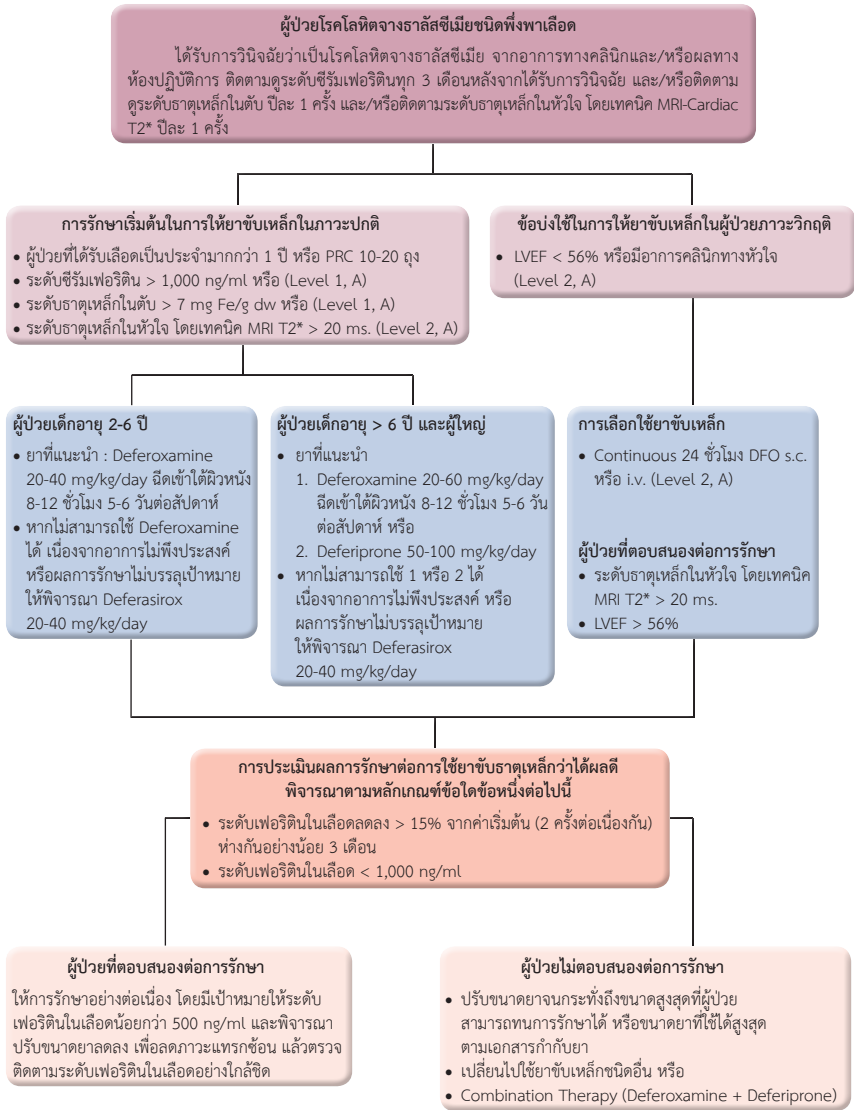 ผู้ป่วยโรคโลหิตจางธาลัสซีเมียชนิดพึ่งพาเลือด
ได้รับการวินิจฉัยว่าเป็นโรคโลหิตจางธาลัสซีเมีย จากอาการทางคลินิกและ/หรือผลทาง
ห้องปฏิบัติการ ติดตามดูระดับซีรัมเฟอริตินทุก 3 เดือนหลังจากได้รับการวินิจฉัย และ/หรือติดตาม
ดูระดับธาตุเหล็กในตับ ปีละ 1 ครั้ง และ/หรือติดตามระดับธาตุเหล็กในหัวใจ โดยเทคนิค MRI-Cardiac
T2* ปีละ 1 ครั้ง
การรักษาเริ่มต้นในการให้ยาขับเหล็กในภาวะปกติ
• ผู้ป่วยที่ได้รับเลือดเป็นประจำมากกว่า 1 ปี หรือ PRC 10-20 ถุง
• ระดับซีรัมเฟอริติน > 1,000 ng/ml หรือ (Level 1, A)
• ระดับธาตุเหล็กในตับ > 7 mg Fe/g dw หรือ (Level 1, A)
• ระดับธาตุเหล็กในหัวใจ โดยเทคนิค MRI T2* > 20 ms. (Level 2, A)
ข้อบ่งใช้ในการให้ยาขับเหล็กในผู้ป่วยภาวะวิกฤติ
• LVEF < 56% หรือมีอาการคลินิกทางหัวใจ
(Level 2, A)
ผู้ป่วยเด็กอายุ 2-6 ปี
• ยาที่แนะนำ : Deferoxamine
20-40 mg/kg/day ฉีดเข้าใต้ผิวหนัง
8-12 ชั่วโมง 5-6 วันต่อสัปดาห์
• หากไม่สามารถใช้ Deferoxamine
ได้ เนื่องจากอาการไม่พึงประสงค์
หรือผลการรักษาไม่บรรลุเป้าหมาย
ให้พิจารณา Deferasirox
20-40 mg/kg/day
ผู้ป่วยเด็กอายุ > 6 ปี และผู้ใหญ่
• ยาที่แนะนำ
1. Deferoxamine 20-60 mg/kg/day
ฉีดเข้าใต้ผิวหนัง 8-12 ชั่วโมง 5-6 วัน
ต่อสัปดาห์ หรือ
2. Deferiprone 50-100 mg/kg/day
• หากไม่สามารถใช้ 1 หรือ 2 ได้
เนื่องจากอาการไม่พึงประสงค์ หรือ
ผลการรักษาไม่บรรลุเป้าหมาย
ให้พิจารณา Deferasirox
20-40 mg/kg/day
การเลือกใช้ยาขับเหล็ก
• Continuous 24 ชั่วโมง DFO s.c.
หรือ i.v. (Level 2, A)
ผู้ป่วยที่ตอบสนองต่อการรักษา
• ระดับธาตุเหล็กในหัวใจ โดยเทคนิค
MRI T2* > 20 ms.
• LVEF > 56%
การประเมินผลการรักษาต่อการใช้ยาขับธาตุเหล็กว่าได้ผลดี
พิจารณาตามหลักเกณฑ์ข้อใดข้อหนึ่งต่อไปนี้
• ระดับเฟอริตินในเลือดลดลง > 15% จากค่าเริ่มต้น (2 ครั้งต่อเนื่องกัน)
ห่างกันอย่างน้อย 3 เดือน
• ระดับเฟอริตินในเลือด < 1,000 ng/ml
ผู้ป่วยที่ตอบสนองต่อการรักษา
ให้การรักษาอย่างต่อเนื่อง โดยมีเป้าหมายให้ระดับ
เฟอริตินในเลือดน้อยกว่า 500 ng/ml และพิจารณา
ปรับขนาดยาลดลง เพื่อลดภาวะแทรกซ้อน แล้วตรวจ
ติดตามระดับเฟอริตินในเลือดอย่างใกล้ชิด
ผู้ป่วยไม่ตอบสนองต่อการรักษา
• ปรับขนาดยาจนกระทั่งถึงขนาดสูงสุดที่ผู้ป่วย
สามารถทนการรักษาได้ หรือขนาดยาที่ใช้ได้สูงสุด
ตามเอกสารกำกับยา
• เปลี่ยนไปใช้ยาขับเหล็กชนิดอื่น หรือ
• Combination Therapy (Deferoxamine + Deferiprone)